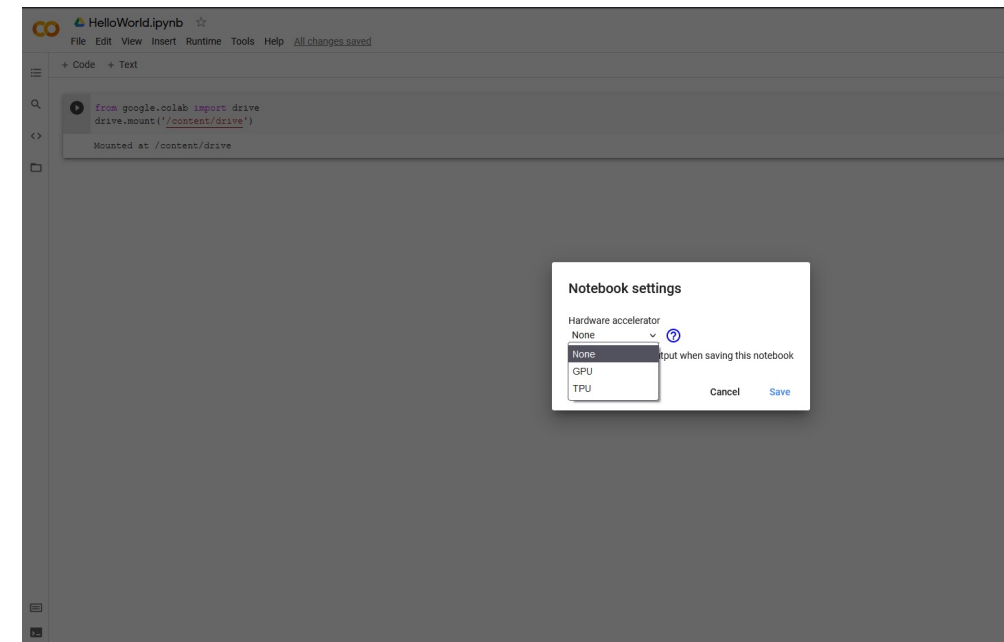 HelloWorld.ipynb
File Edit View Insert Runtime Tools Help All changes saved
+ Code + Text
from google.colab import drive
drive.mount('/content/drive')
Mounted at /content/drive
Notebook settings
Hardware accelerator
None
None
tput when saving this notebook
GPU
TPU
Cancel Save